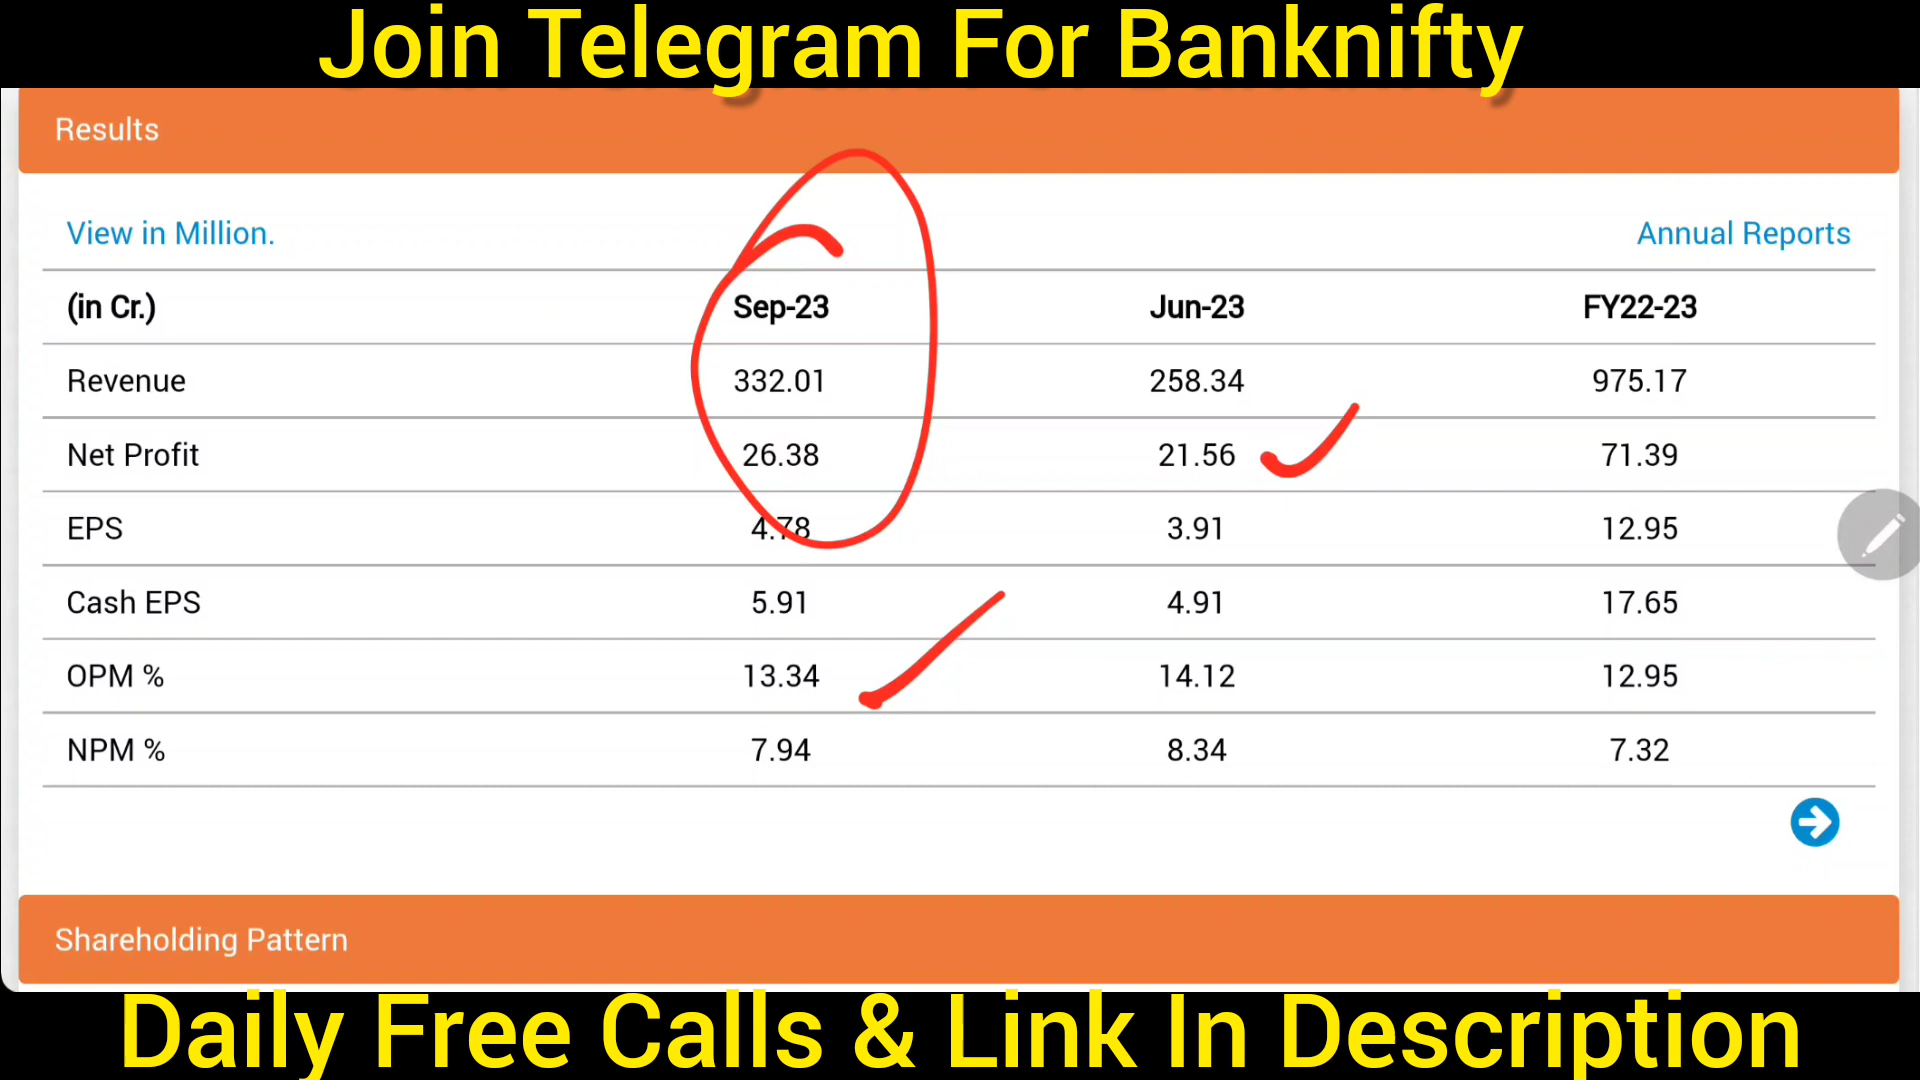 Join Telegram For Banknifty
Results
View in Million. Annual Reports
(in Cr.) Sep-23 Jun-23 FY22-23
Revenue 332.01 258.34 975.17
Net Profit 26.38 21.56 71.39
EPS 4.78 3.91 12.95
Cash EPS 5.91 4.91 17.65
OPM % 13.34 14.12 12.95
NPM % 7.94 8.34 7.32
Shareholding Pattern
Daily Free Calls & Link In Description